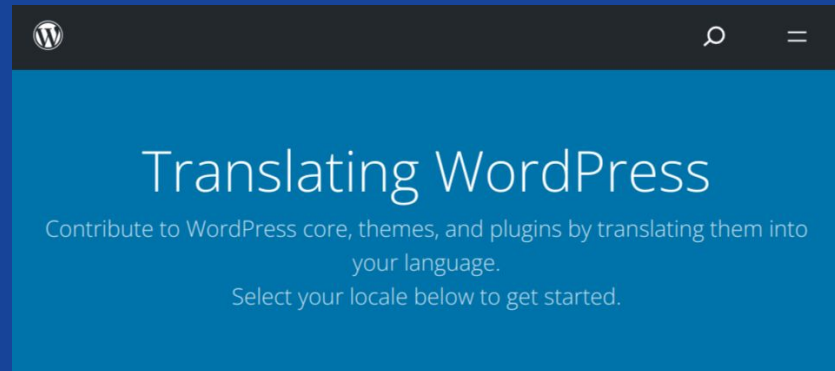 Translating WordPress
Contribute to WordPress core, themes, and plugins by translating them into
your language.
Select your locale below to get started.